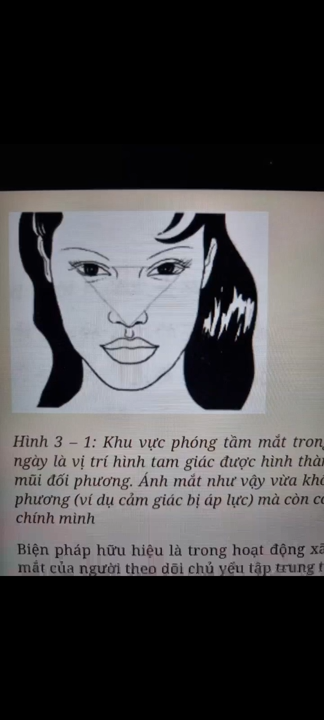 Hình 3 – 1: Khu vực phóng tầm mắt trong
ngày là vị trí hình tam giác được hình thàn
mũi đối phương. Ánh mắt như vậy vừa khô
phương (ví dụ cảm giác bị áp lực) mà còn c
chính mình
Biện pháp hữu hiệu là trong hoạt động xã
mắt của người theo dõi chủ yếu tập trung t